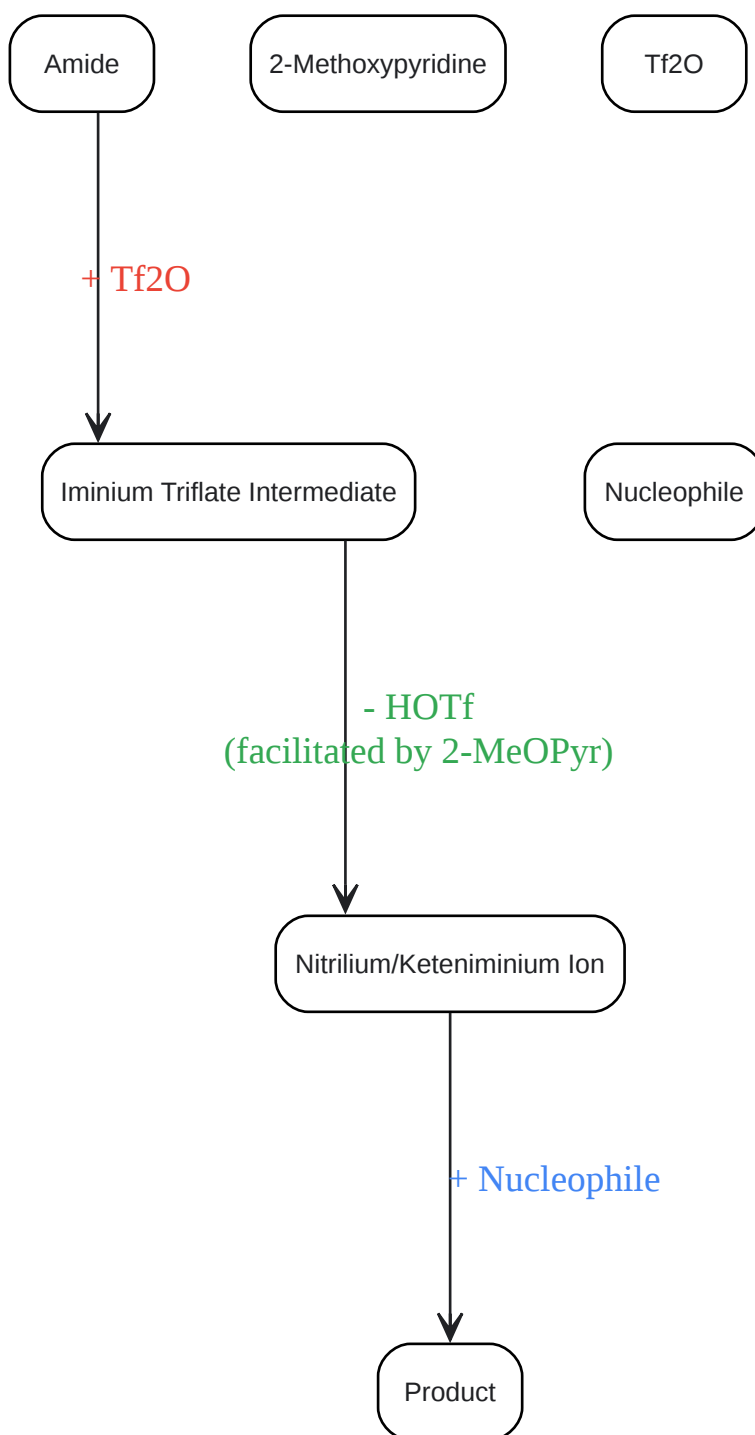 Amide
2-Methoxypyridine
Tf2O
+ Tf2O
Iminium Triflate Intermediate
Nucleophile
- HOTf
(facilitated by 2-MeOPyr)
Nitrilium/Keteniminium Ion
+ Nucleophile
Product